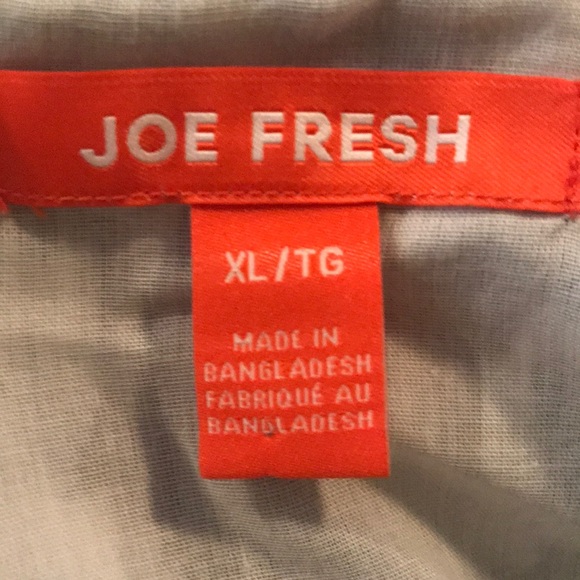 JOE FRESH
XL/TG
MADE IN
BANGLADESH
FABRIQUÉ AU
BANGLADESH